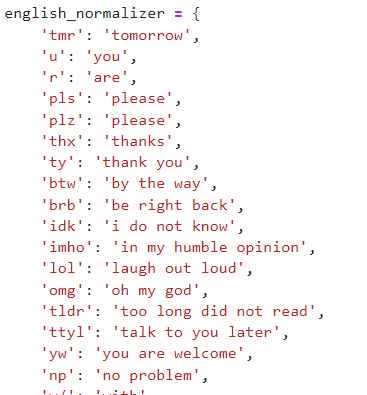 english_normalizer = {
    'tmr': 'tomorrow',
    'u': 'you',
    'r': 'are',
    'pls': 'please',
    'plz': 'please',
    'thx': 'thanks',
    'ty': 'thank you',
    'btw': 'by the way',
    'brb': 'be right back',
    'idk': 'i do not know',
    'imho': 'in my humble opinion',
    'lol': 'laugh out loud',
    'omg': 'oh my god',
    'tldr': 'too long did not read',
    'ttyl': 'talk to you later',
    'yw': 'you are welcome',
    'np': 'no problem',